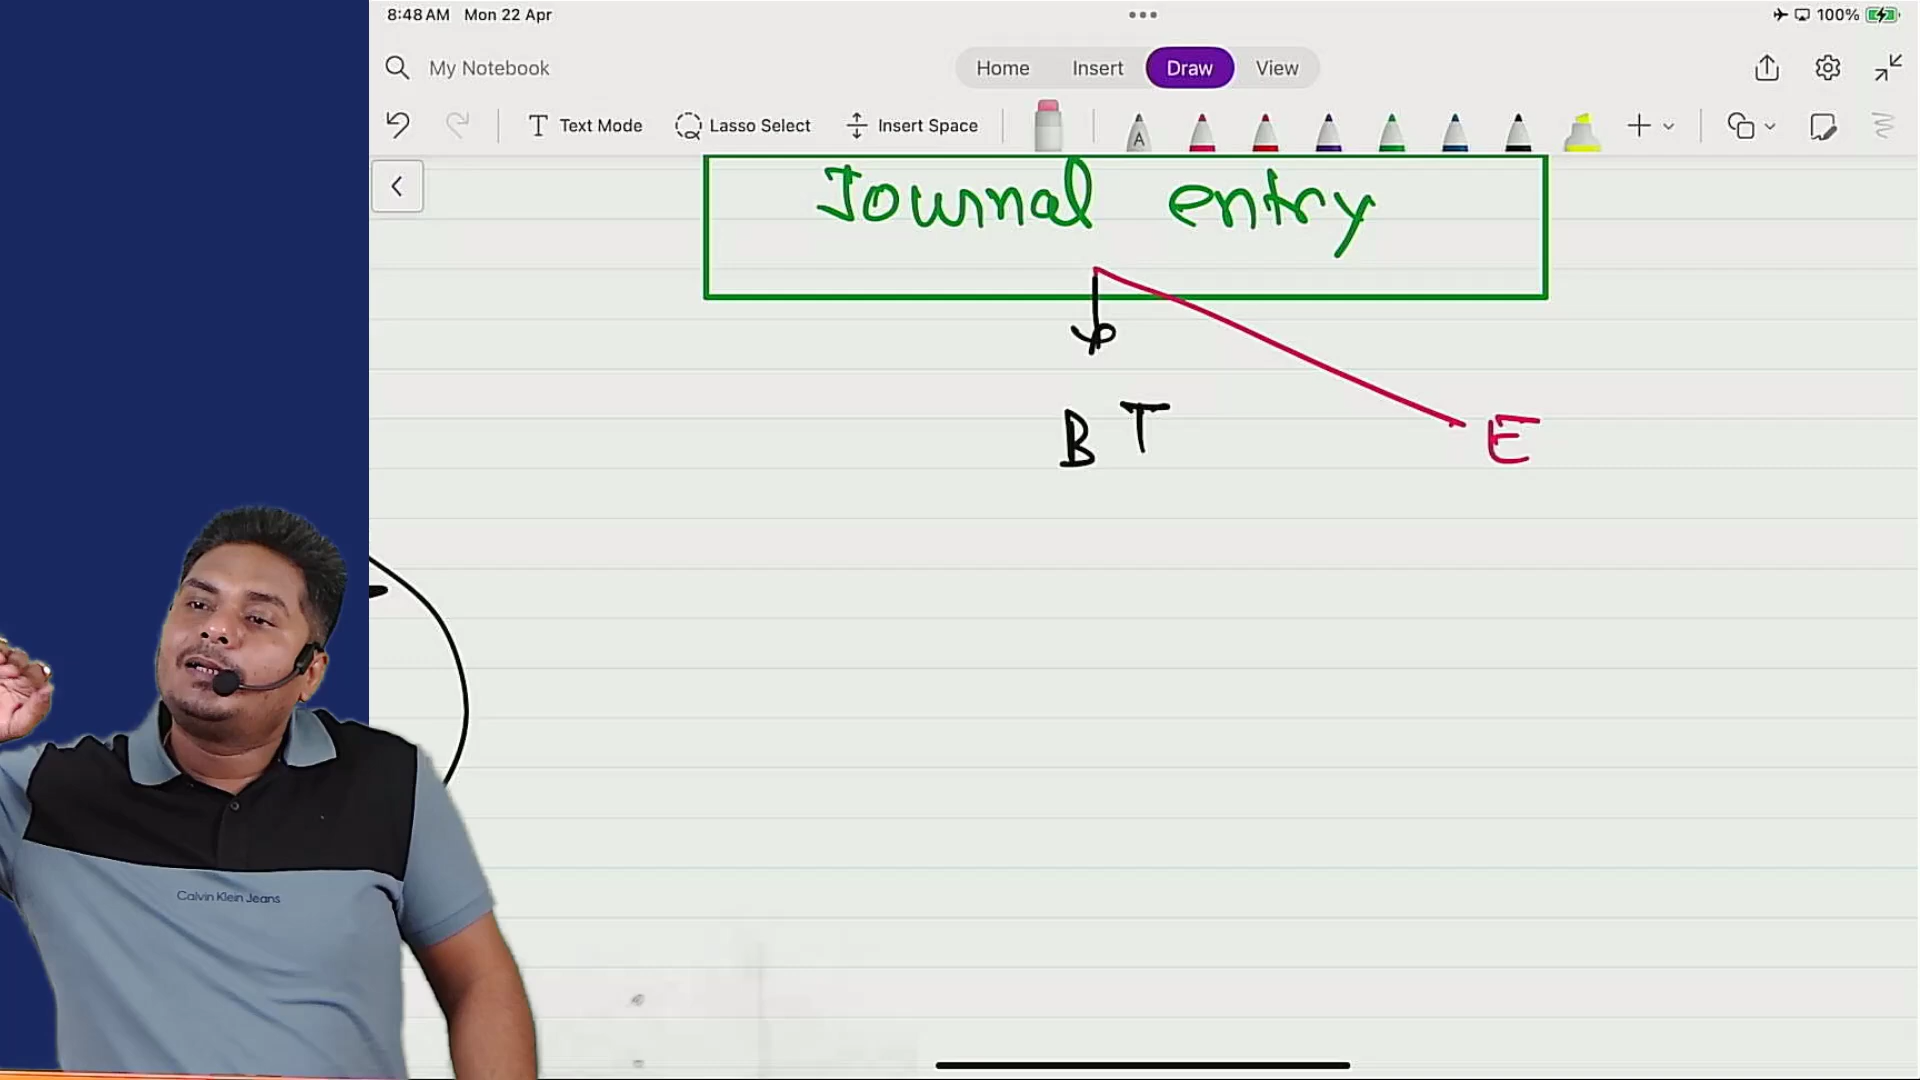 8:48 AM Mon 22 Apr
100%
My Notebook
Home Insert Draw View
T Text Mode Lasso Select Insert Space
A
Journal entry
B T
E
Calvin Klein Jeans